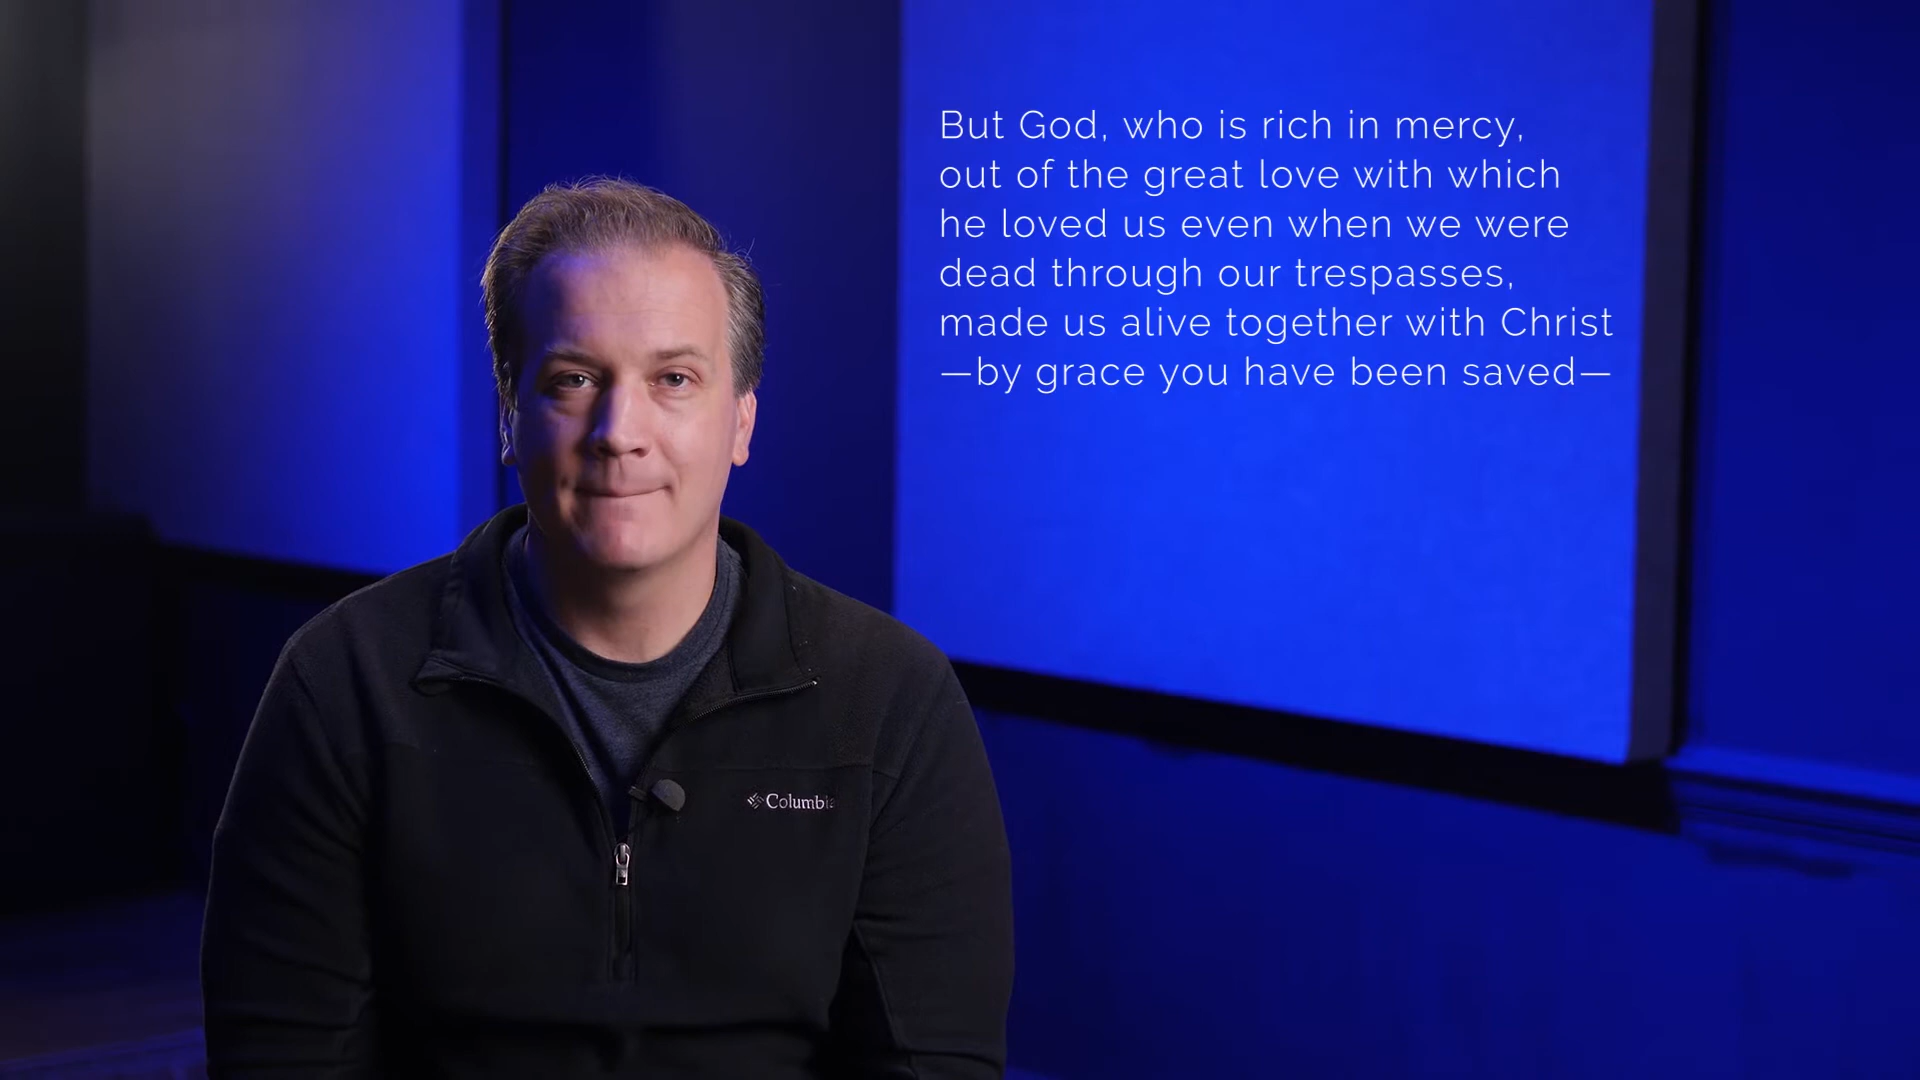 But God, who is rich in mercy,
out of the great love with which
he loved us even when we were
dead through our trespasses,
made us alive together with Christ
—by grace you have been saved—
Columbia